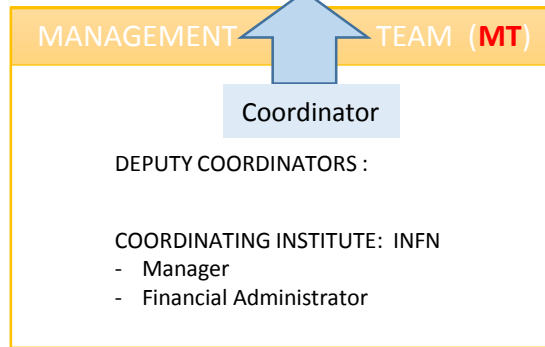 MANAGEMENT TEAM (MT)
Coordinator
DEPUTY COORDINATORS :
COORDINATING INSTITUTE: INFN
- Manager
- Financial Administrator